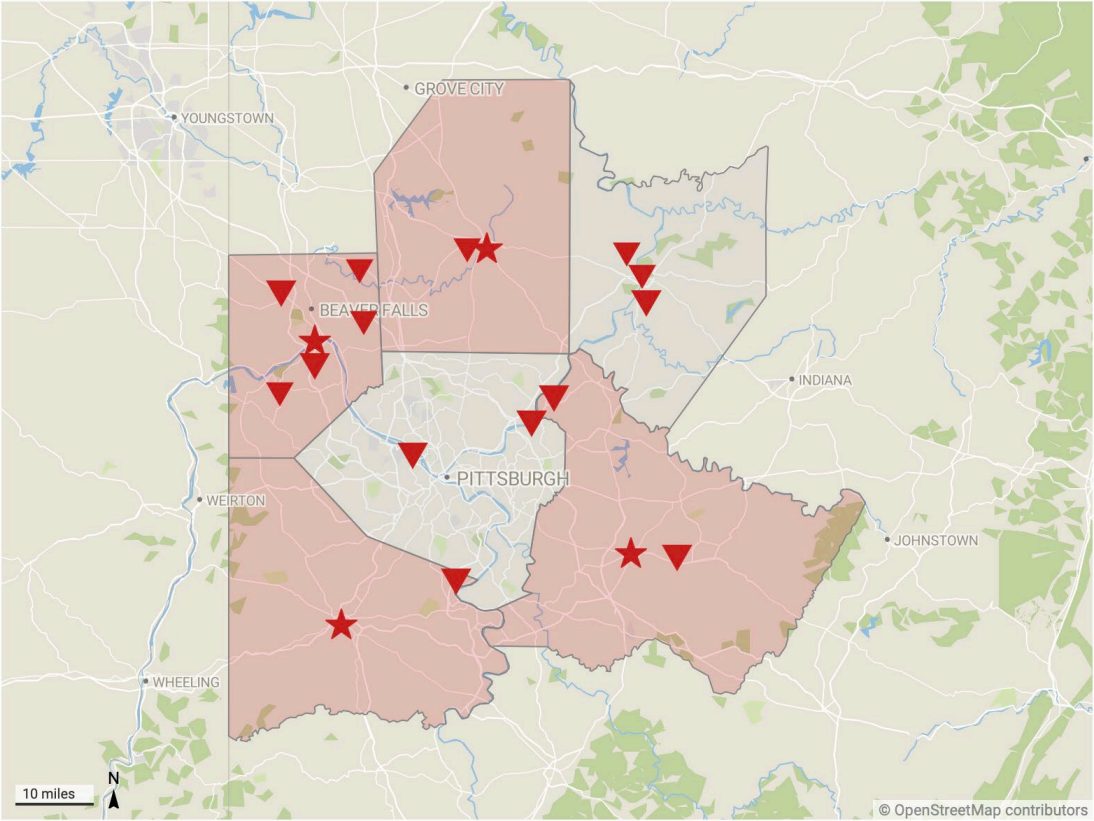 GROVE CITY
YOUNGSTOWN
BEAVER FALLS
INDIANA
PITTSBURGH
WEIRTON
JOHNSTOWN
WHEELING
N
10 miles
© OpenStreetMap contributors